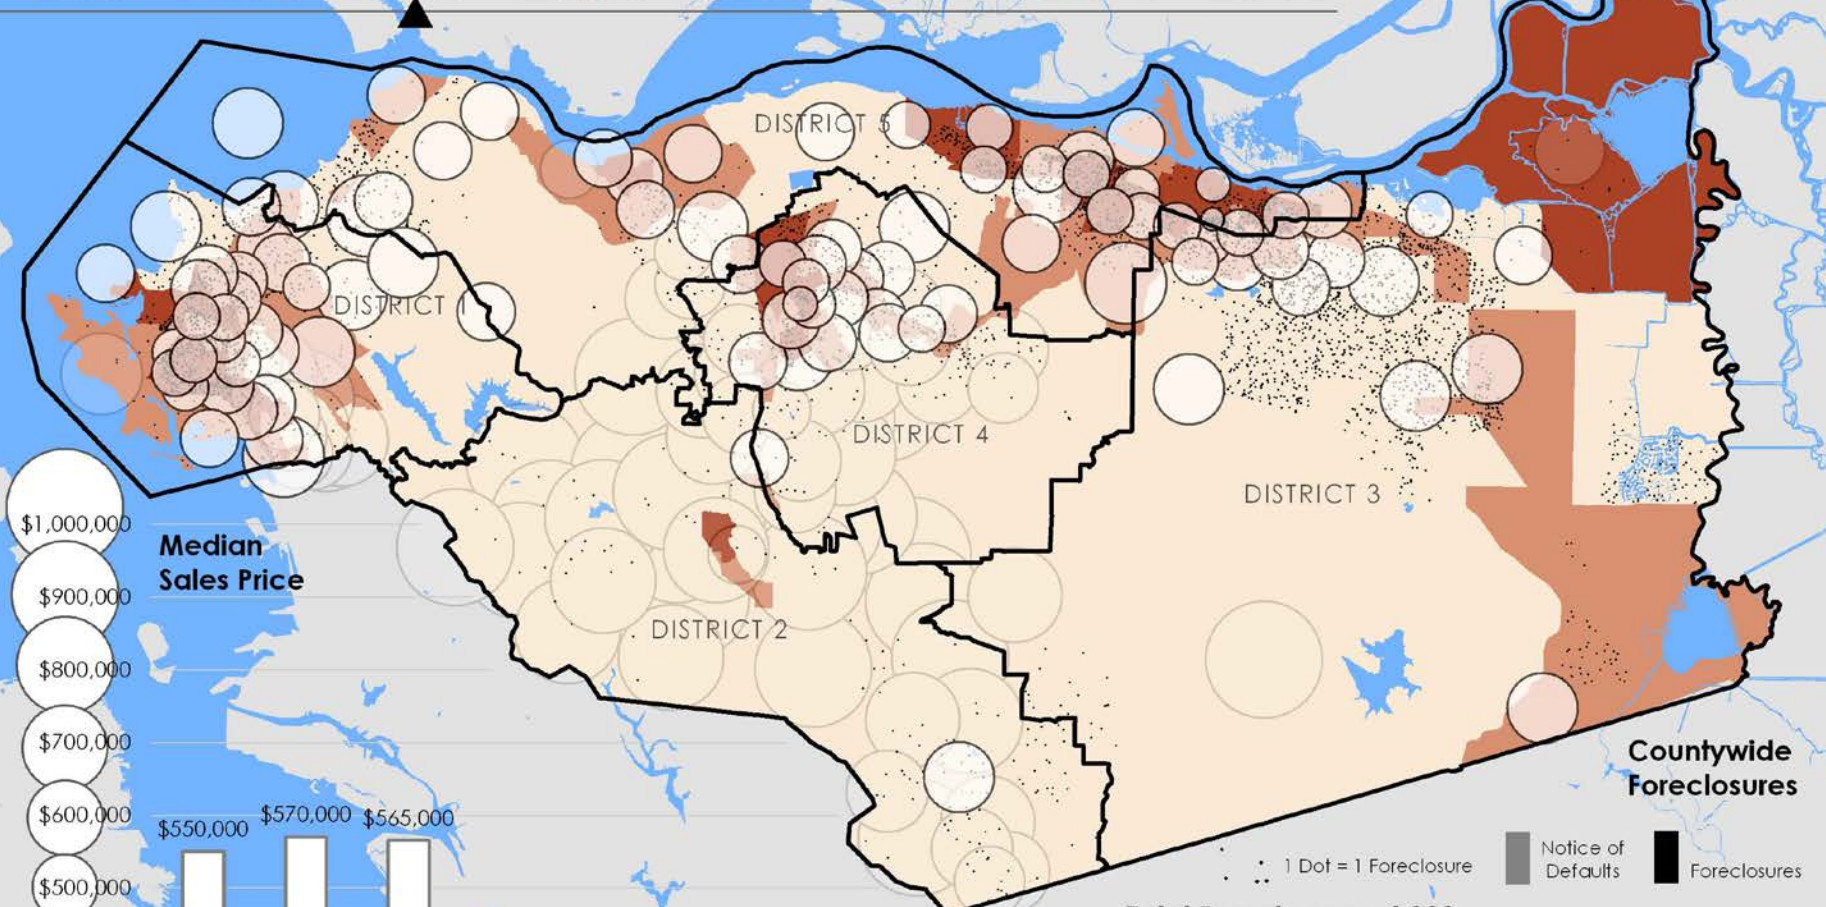 DISTRICT 5
DISTRICT 1
DISTRICT 4
DISTRICT 3
DISTRICT 2
$1,000,000
$900,000
$800,000
$700,000
$600,000
$500,000
Median
Sales Price
$550,000
$570,000
$565,000
Countywide
Foreclosures
1 Dot = 1 Foreclosure
Notice of
Defaults
Foreclosures